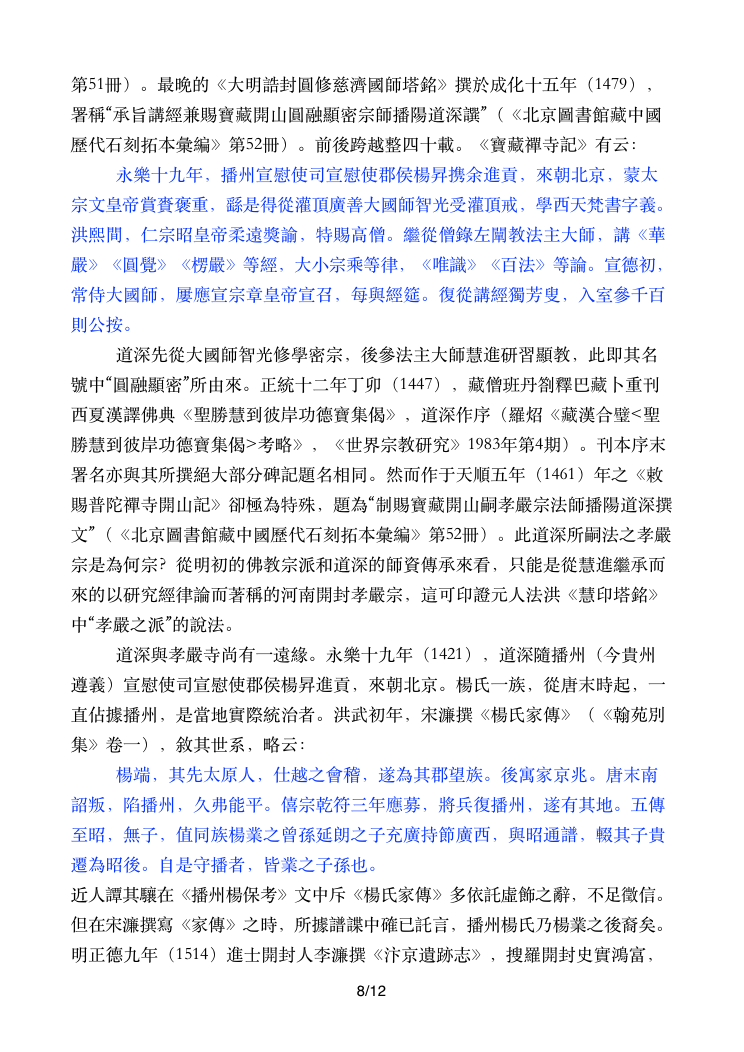 第51冊）。最晚的《大明誥封圓修慈濟國師塔銘》撰於成化十五年（1479），
署稱“承旨講經兼賜寶藏開山圓融顯密宗師播陽道深譔”（《北京圖書館藏中國
歷代石刻拓本彙編》第52冊）。前後跨越整四十載。《寶藏禪寺記》有云：
永樂十九年，播州宣慰使司宣慰使郡侯楊昇携余進貢，來朝北京，蒙太
宗文皇帝賞賚褒重，繇是得從灌頂廣善大國師智光受灌頂戒，學西天梵書字義。
洪熙間，仁宗昭皇帝柔遠獎諭，特賜高僧。繼從僧錄左闡教法主大師，講《華
嚴》《圓覺》《楞嚴》等經，大小宗乘等律，《唯識》《百法》等論。宣德初，
常侍大國師，屢應宣宗章皇帝宣召，每與經筵。復從講經獨芳叟，入室參千百
則公按。
道深先從大國師智光修學密宗，後參法主大師慧進研習顯教，此即其名
號中“圓融顯密”所由來。正統十二年丁卯（1447），藏僧班丹劄釋巴藏卜重刊
西夏漢譯佛典《聖勝慧到彼岸功德寶集偈》，道深作序（羅炤《藏漢合璧<聖
勝慧到彼岸功德寶集偈>考略》，《世界宗教研究》1983年第4期）。刊本序末
署名亦與其所撰絕大部分碑記題名相同。然而作于天順五年（1461）年之《敕
賜普陀禪寺開山記》卻極為特殊，題為“制賜寶藏開山嗣孝嚴宗法師播陽道深撰
文”（《北京圖書館藏中國歷代石刻拓本彙編》第52冊）。此道深所嗣法之孝嚴
宗是為何宗？從明初的佛教宗派和道深的師資傳承來看，只能是從慧進繼承而
來的以研究經律論而著稱的河南開封孝嚴宗，這可印證元人法洪《慧印塔銘》
中“孝嚴之派”的說法。
道深與孝嚴寺尚有一遠緣。永樂十九年（1421），道深隨播州（今貴州
遵義）宣慰使司宣慰使郡侯楊昇進貢，來朝北京。楊氏一族，從唐末時起，一
直佔據播州，是當地實際統治者。洪武初年，宋濂撰《楊氏家傳》（《翰苑別
集》卷一），敘其世系，略云：
楊端，其先太原人，仕越之會稽，遂為其郡望族。後寓家京兆。唐末南
詔叛，陷播州，久弗能平。僖宗乾符三年應募，將兵復播州，遂有其地。五傳
至昭，無子，值同族楊業之曾孫延朗之子充廣持節廣西，與昭通譜，輟其子貴
遷為昭後。自是守播者，皆業之子孫也。
近人譚其驤在《播州楊保考》文中斥《楊氏家傳》多依託虛飾之辭，不足徵信。
但在宋濂撰寫《家傳》之時，所據譜諜中確已託言，播州楊氏乃楊業之後裔矣。
明正德九年（1514）進士開封人李濂撰《汴京遺跡志》，搜羅開封史實鴻富，
8/12